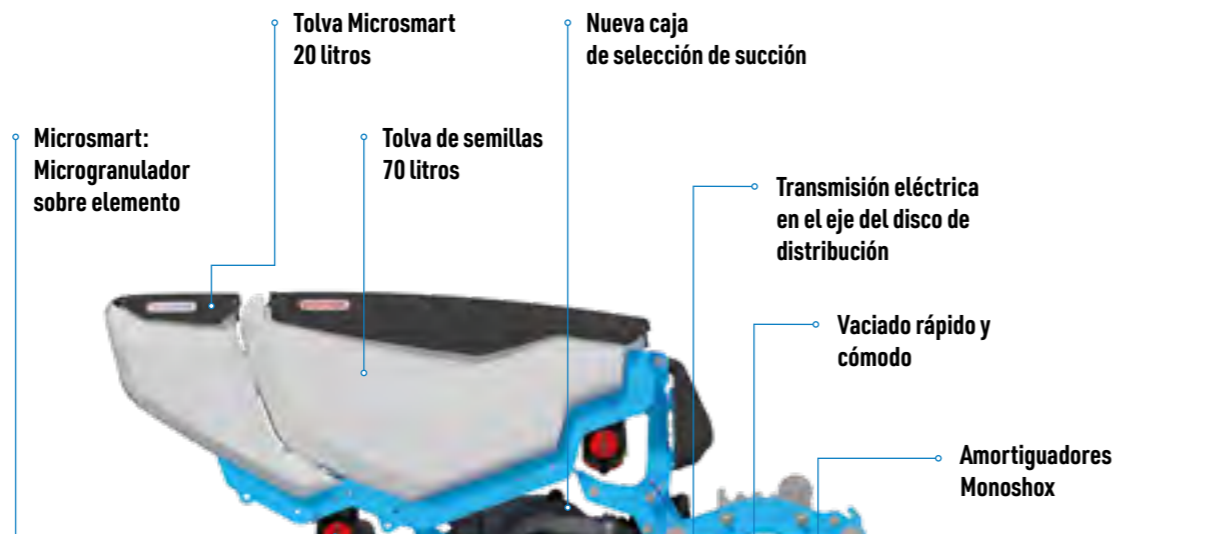 Tolva Microsmart
20 litros
Nueva caja
de selección de succión
Microsmart:
Microgranulador
sobre elemento
Tolva de semillas
70 litros
Transmisión eléctrica
en el eje del disco de
distribución
Vaciado rápido y
cómodo
Amortiguadores
Monoshox